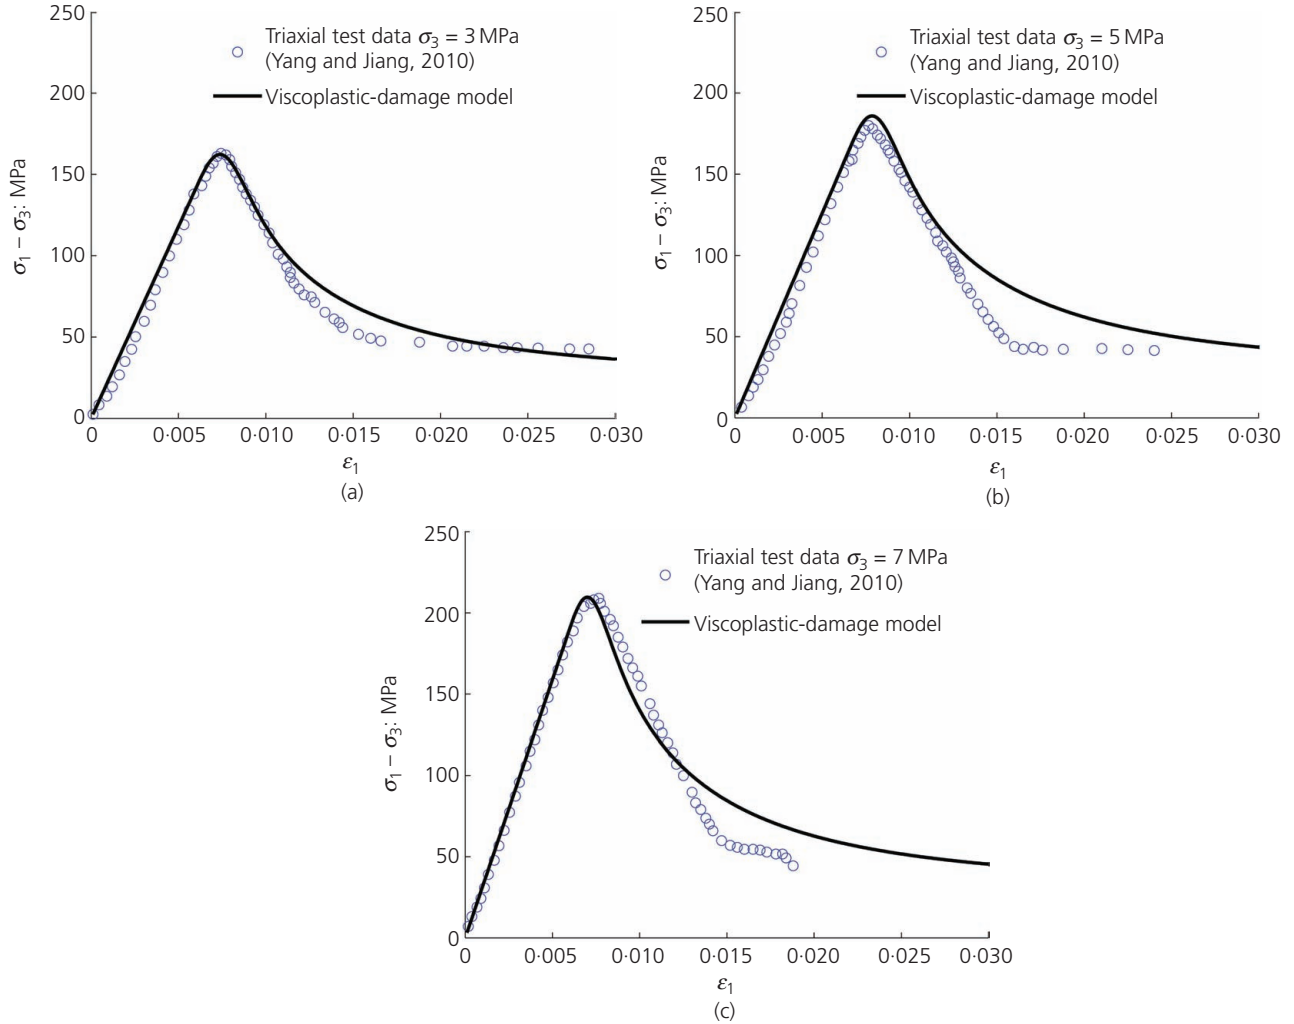 250
200
150
100
50
0
σ1 – σ3: MPa
Triaxial test data σ3 = 3 MPa
(Yang and Jiang, 2010)
Viscoplastic-damage model
0 0·005 0·010 0·015 0·020 0·025 0·030
ε1
(a)
250
200
150
100
50
0
σ1 – σ3: MPa
Triaxial test data σ3 = 5 MPa
(Yang and Jiang, 2010)
Viscoplastic-damage model
0 0·005 0·010 0·015 0·020 0·025 0·030
ε1
(b)
250
200
150
100
50
0
σ1 – σ3: MPa
Triaxial test data σ3 = 7 MPa
(Yang and Jiang, 2010)
Viscoplastic-damage model
0 0·005 0·010 0·015 0·020 0·025 0·030
ε1
(c)